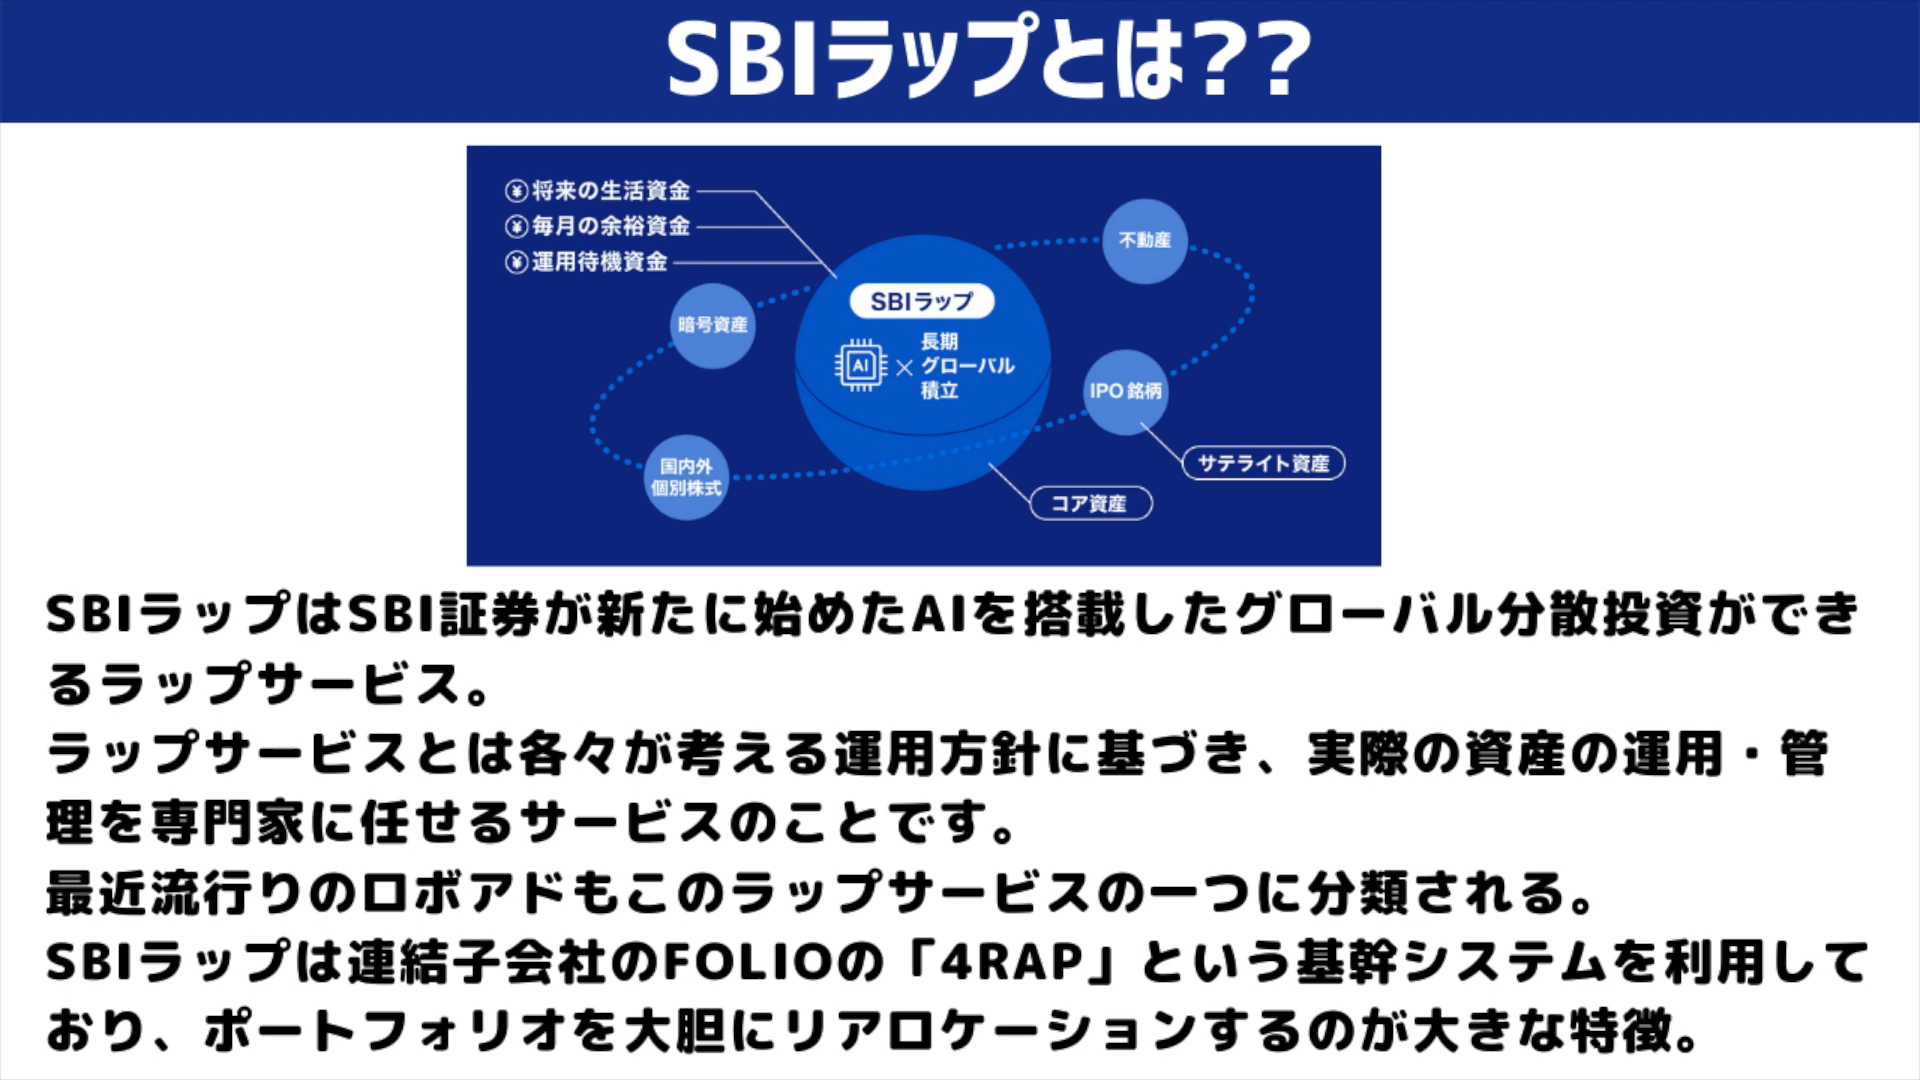 SBIラップとは??
¥将来の生活資金
¥毎月の余裕資金
¥運用待機資金
不動産
暗号資産
SBIラップ
AI×
長期
グローバル
積立
IPO 銘柄
サテライト資産
国内外
個別株式
コア資産
SBIラップはSBI証券が新たに始めたAIを搭載したグローバル分散投資ができ
るラップサービス。
ラップサービスとは各々が考える運用方針に基づき、実際の資産の運用・管
理を専門家に任せるサービスのことです。
最近流行りのロボアドもこのラップサービスの一つに分類される。
SBIラップは連結子会社のFOLIOの「4RAP」という基幹システムを利用して
おり、ポートフォリオを大胆にリアロケーションするのが大きな特徴。